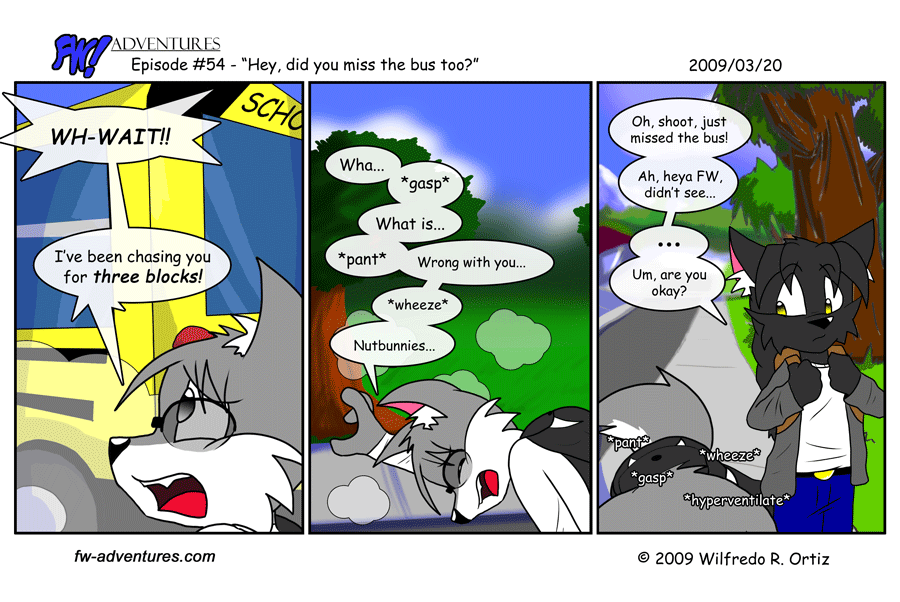 FW! ADVENTURES
Episode #54 - “Hey, did you miss the bus too?”
2009/03/20
SCHO
WH-WAIT!!
I’ve been chasing you
for three blocks!
Wha...
*gasp*
What is...
*pant*
Wrong with you...
*wheeze*
Nutbunnies...
Oh, shoot, just
missed the bus!
Ah, heya FW,
didn’t see...
....
Um, are you
okay?
*pant*
*wheeze*
*gasp*
*hyperventilate*
fw-adventures.com
© 2009 Wilfredo R. Ortiz